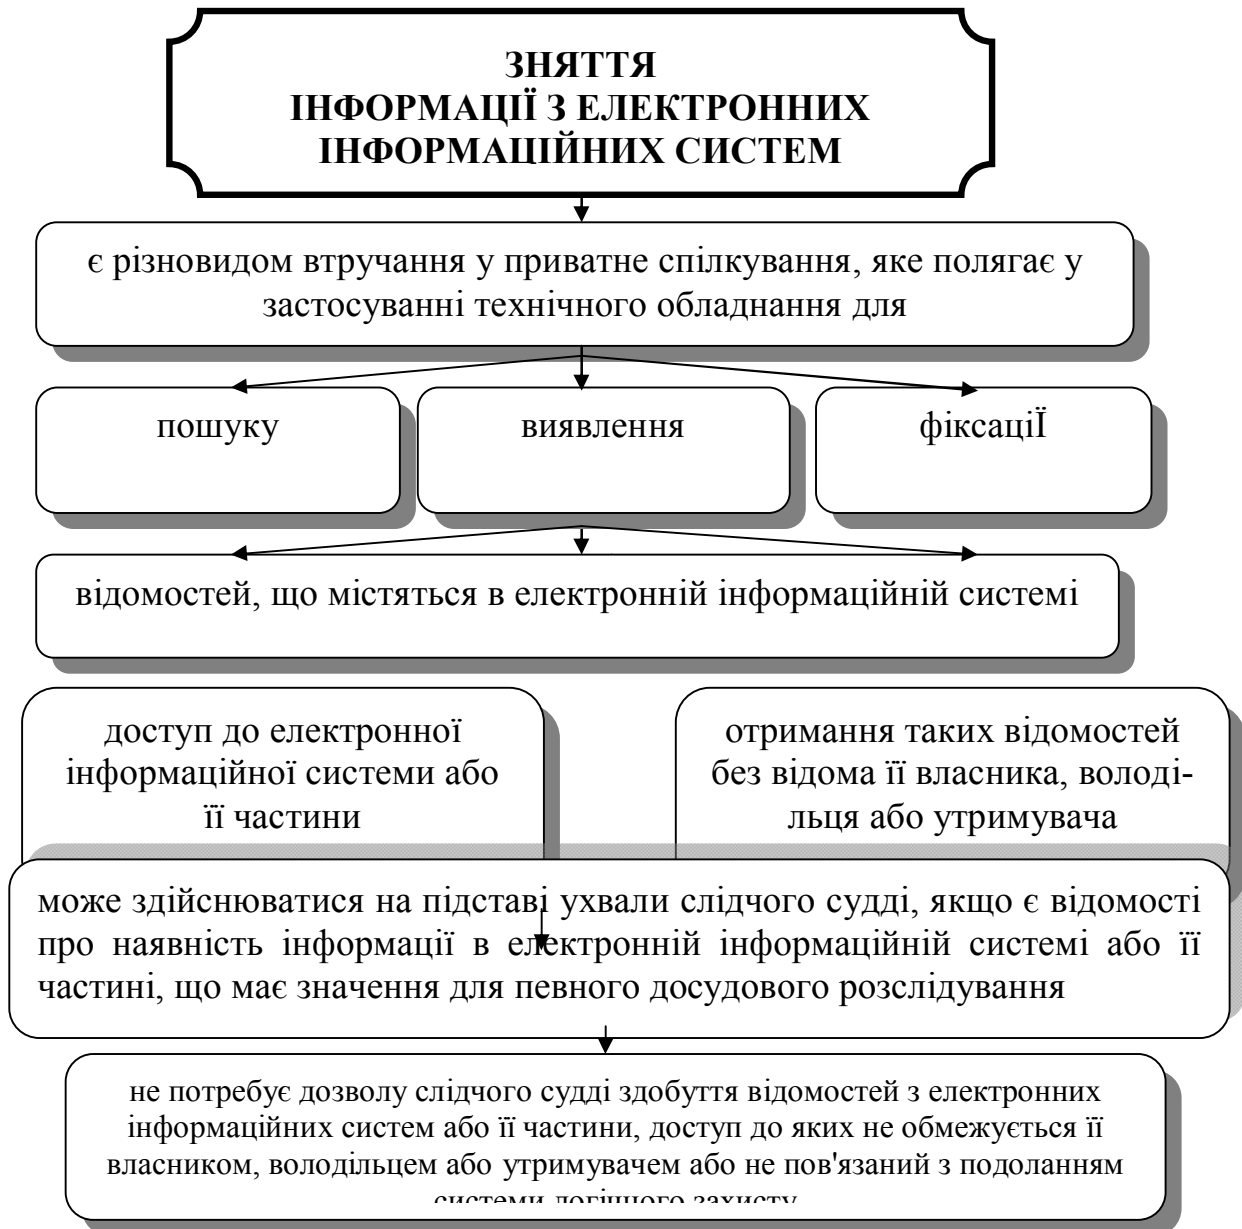 ЗНЯТТЯ
ІНФОРМАЦІЇ З ЕЛЕКТРОННИХ
ІНФОРМАЦІЙНИХ СИСТЕМ
є різновидом втручання у приватне спілкування, яке полягає у
застосуванні технічного обладнання для
пошуку
виявлення
фіксаціЇ
відомостей, що містяться в електронній інформаційній системі
доступ до електронної
інформаційної системи або
її частини
отримання таких відомостей
без відома її власника, володі-
льця або утримувача
може здійснюватися на підставі ухвали слідчого судді, якщо є відомості
про наявність інформації в електронній інформаційній системі або її
частині, що має значення для певного досудового розслідування
не потребує дозволу слідчого судді здобуття відомостей з електронних
інформаційних систем або її частини, доступ до яких не обмежується її
власником, володільцем або утримувачем або не пов'язаний з подоланням
системи логічного захисту